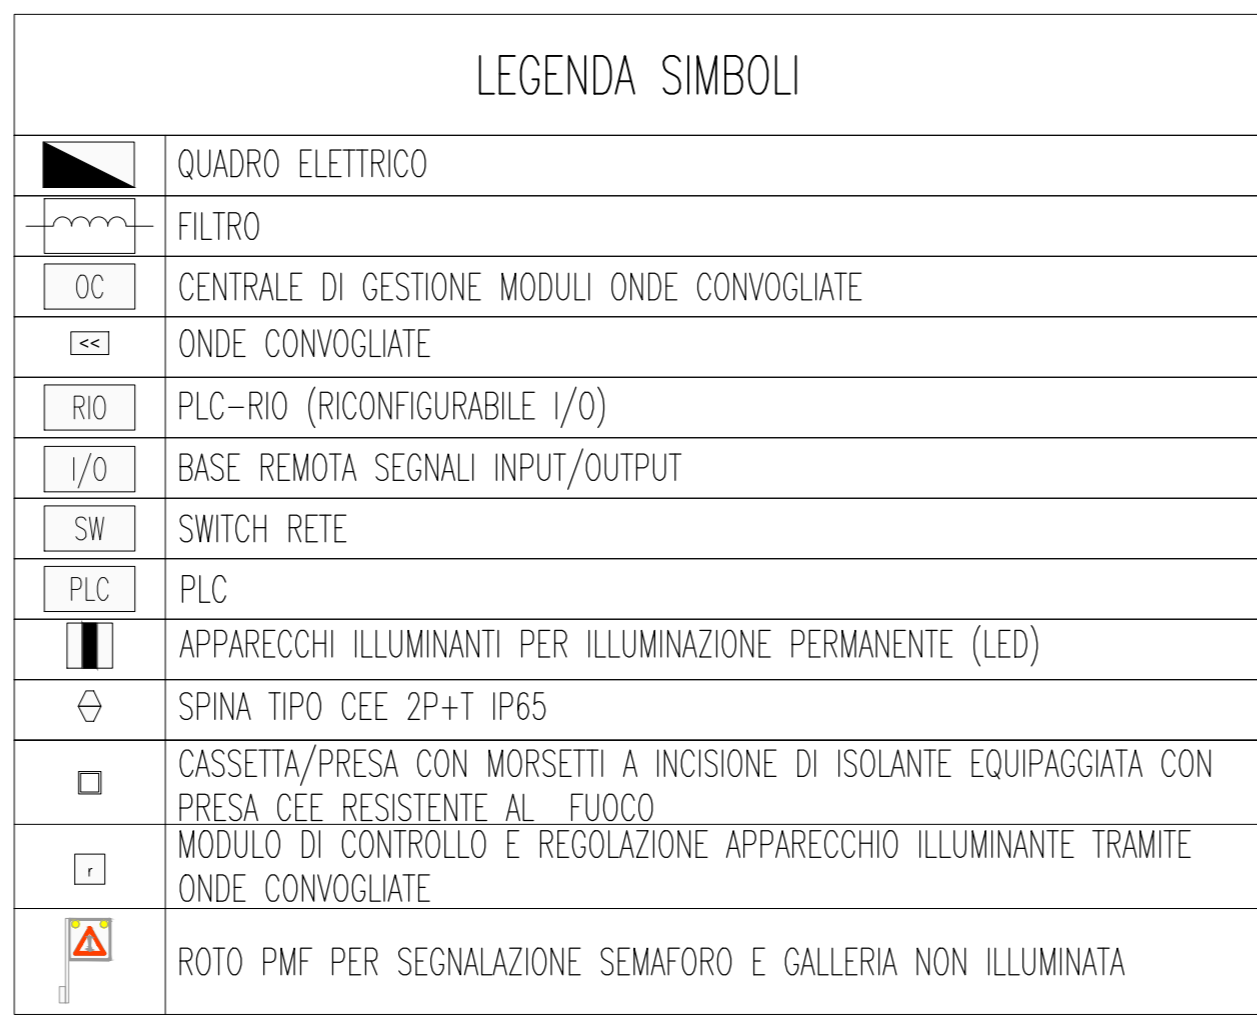 LEGENDA SIMBOLI
QUADRO ELETTRICO
FILTRO
OC CENTRALE DI GESTIONE MODULI ONDE CONVOGLIATE
<< ONDE CONVOGLIATE
RIO PLC-RIO (RICONFIGURABILE I/O)
I/O BASE REMOTA SEGNALI INPUT/OUTPUT
SW SWITCH RETE
PLC PLC
APPARECCHI ILLUMINANTI PER ILLUMINAZIONE PERMANENTE (LED)
SPINA TIPO CEE 2P+T IP65
CASSETTA/PRESA CON MORSETTI A INCISIONE DI ISOLANTE EQUIPAGGIATA CON
PRESA CEE RESISTENTE AL FUOCO
MODULO DI CONTROLLO E REGOLAZIONE APPARECCHIO ILLUMINANTE TRAMITE
r ONDE CONVOGLIATE
ROTO PMF PER SEGNALAZIONE SEMAFORO E GALLERIA NON ILLUMINATA